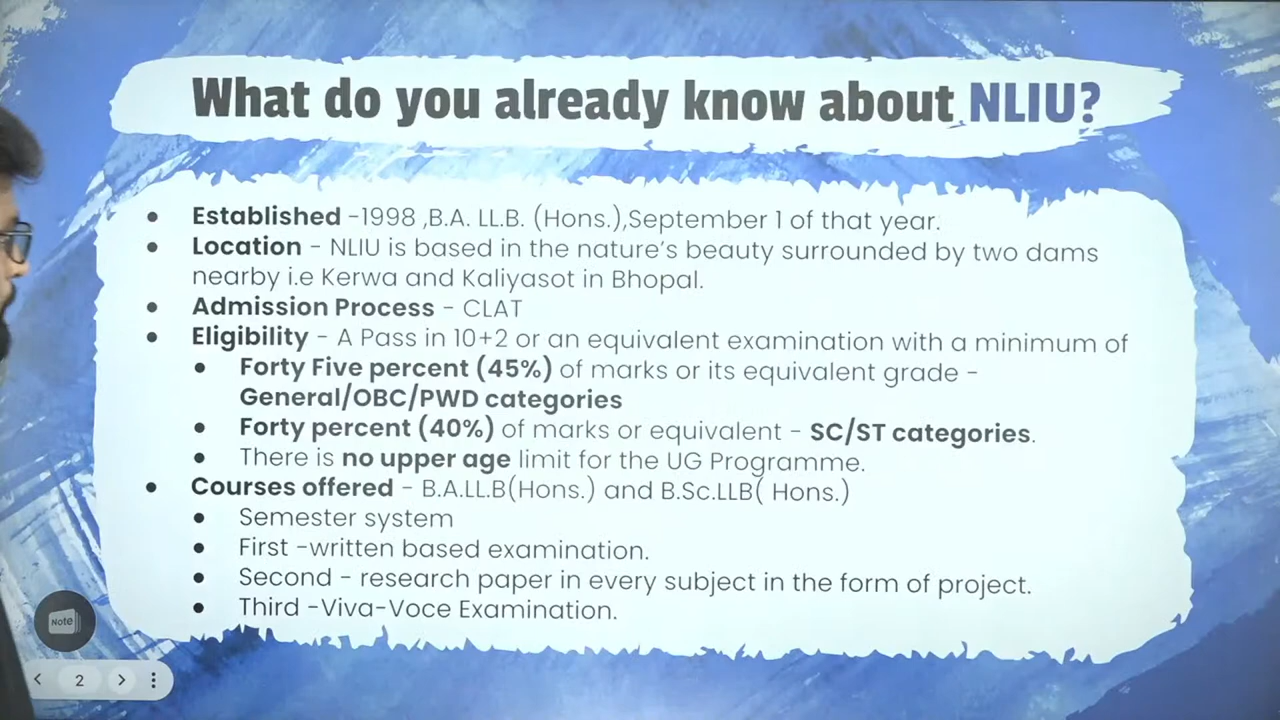 What do you already know about NLIU?
• Established -1998 ,B.A. LL.B. (Hons.),September 1 of that year.
• Location - NLIU is based in the nature's beauty surrounded by two dams
nearby i.e Kerwa and Kaliyasot in Bhopal.
• Admission Process - CLAT
• Eligibility - A Pass in 10+2 or an equivalent examination with a minimum of
• Forty Five percent (45%) of marks or its equivalent grade -
General/OBC/PWD categories
• Forty percent (40%) of marks or equivalent - SC/ST categories.
• There is no upper age limit for the UG Programme.
• Courses offered - B.A.LL.B(Hons.) and B.Sc.LLB( Hons.)
• Semester system
• First -written based examination.
• Second - research paper in every subject in the form of project.
• Third -Viva-Voce Examination.
Note
2